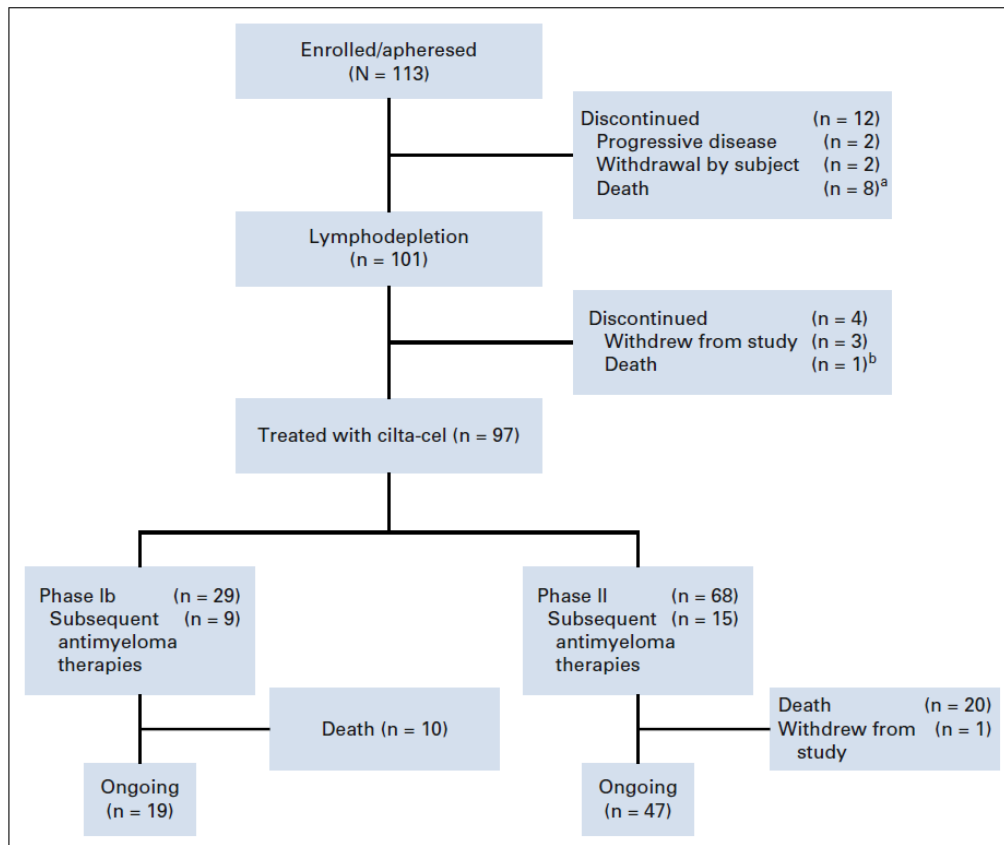 Enrolled/apheresed
(N = 113)
Discontinued (n = 12)
Progressive disease (n = 2)
Withdrawal by subject (n = 2)
Death (n = 8)a
Lymphodepletion
(n = 101)
Discontinued (n = 4)
Withdrew from study (n = 3)
Death (n = 1)b
Treated with cilta-cel (n = 97)
Phase Ib (n = 29)
Subsequent (n = 9)
antimyeloma
therapies
Phase II (n = 68)
Subsequent (n = 15)
antimyeloma
therapies
Death (n = 10)
Death (n = 20)
Withdrew from (n = 1)
study
Ongoing
(n = 19)
Ongoing
(n = 47)